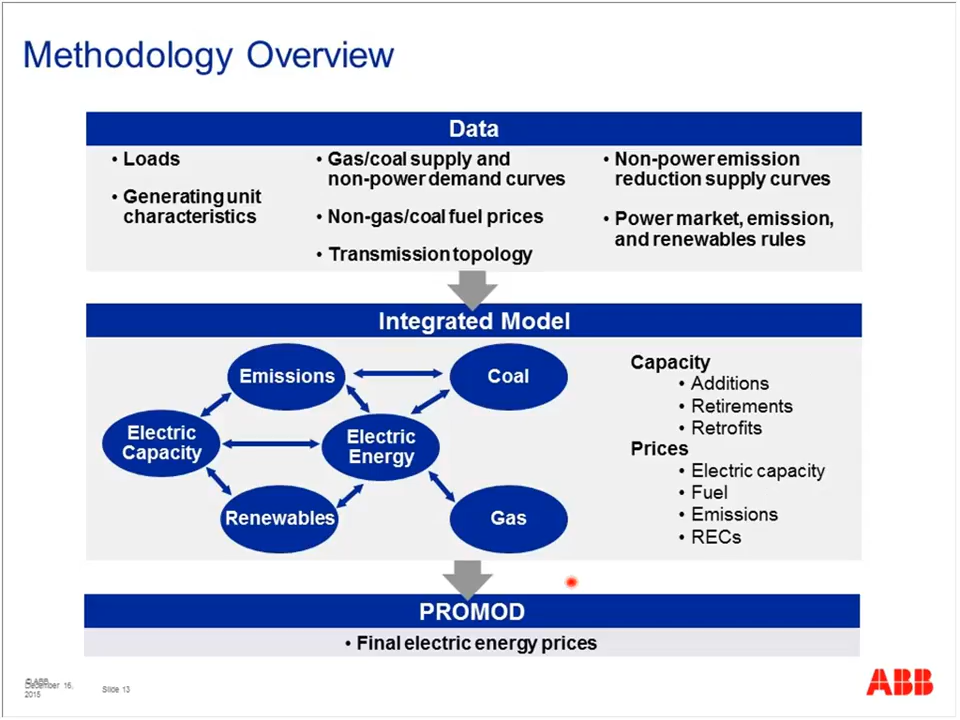 Methodology Overview
Data
• Loads
• Generating unit
characteristics
• Gas/coal supply and
non-power demand curves
• Non-gas/coal fuel prices
• Transmission topology
• Non-power emission
reduction supply curves
• Power market, emission,
and renewables rules
Integrated Model
Emissions
Coal
Electric
Capacity
Electric
Energy
Renewables
Gas
Capacity
• Additions
• Retirements
• Retrofits
Prices
• Electric capacity
• Fuel
• Emissions
• RECs
PROMOD
• Final electric energy prices
© ABB
December 16,
2015
Slide 13
ABB